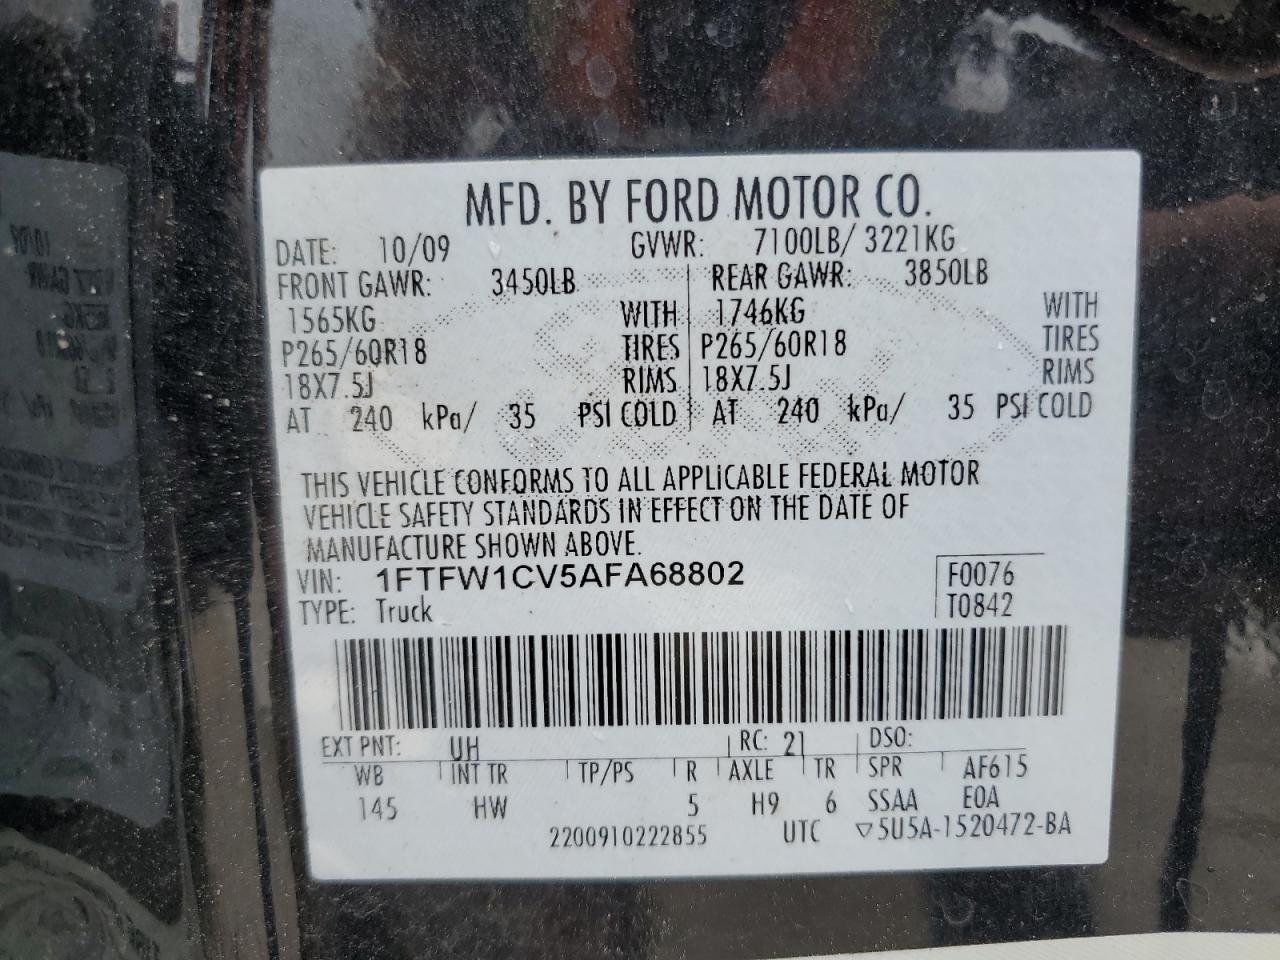 MFD. BY FORD MOTOR CO.
DATE: 10/09 GVWR: 7100LB/ 3221KG
FRONT GAWR: 3450LB REAR GAWR: 3850LB
1565KG WITH 1746KG WITH
P265/60R18 TIRES P265/60R18 TIRES
18X7.5J RIMS 18X7.5J RIMS
AT 240 kPa/ 35 PSI COLD AT 240 kPa/ 35 PSI COLD
THIS VEHICLE CONFORMS TO ALL APPLICABLE FEDERAL MOTOR
VEHICLE SAFETY STANDARDS IN EFFECT ON THE DATE OF
MANUFACTURE SHOWN ABOVE.
VIN: 1FTFW1CV5AFA68802 F0076
TYPE: Truck T0842
EXT PNT: UH RC: 21 DSO:
WB INT TR TP/PS R AXLE TR SPR AF615
145 HW 5 H9 6 SSAA E0A
2200910222855 UTC ▽5U5A-1520472-BA